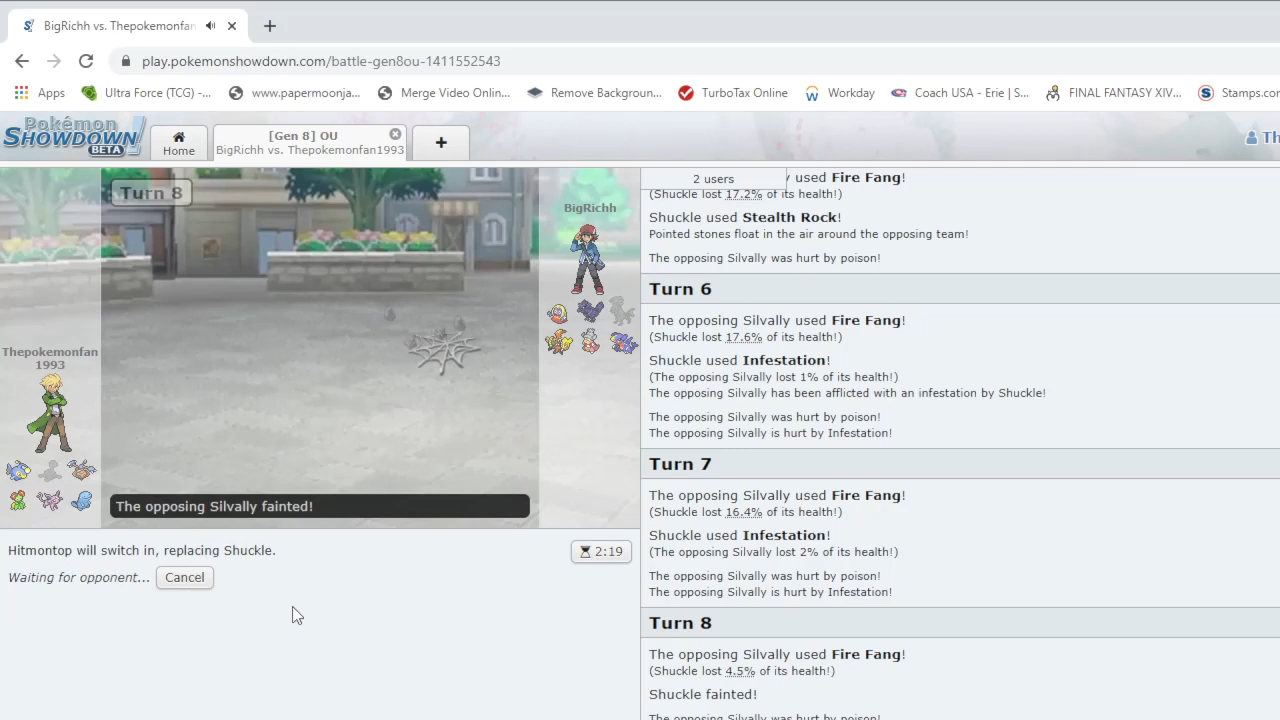 BigRichh vs. Thepokemonfan
play.pokemonshowdown.com/battle-gen8ou-1411552543
Apps
Ultra Force (TCG) -...
www.papermoonja...
Merge Video Onlin...
Remove Backgroun...
TurboTax Online
Workday
Coach USA - Erie | S...
FINAL FANTASY XIV...
Stamps.com
Pokémon
SHOWDOWN!
BETA
Home
[Gen 8] OU
BigRichh vs. Thepokemonfan1993
+
Th
Turn 8
BigRichh
Thepokemonfan
1993
The opposing Silvally fainted!
Hitmontop will switch in, replacing Shuckle.
2:19
Waiting for opponent... Cancel
2 users
y used Fire Fang!
(Shuckle lost 17.2% of its health!)
Shuckle used Stealth Rock!
Pointed stones float in the air around the opposing team!
The opposing Silvally was hurt by poison!
Turn 6
The opposing Silvally used Fire Fang!
(Shuckle lost 17.6% of its health!)
Shuckle used Infestation!
(The opposing Silvally lost 1% of its health!)
The opposing Silvally has been afflicted with an infestation by Shuckle!
The opposing Silvally was hurt by poison!
The opposing Silvally is hurt by Infestation!
Turn 7
The opposing Silvally used Fire Fang!
(Shuckle lost 16.4% of its health!)
Shuckle used Infestation!
(The opposing Silvally lost 2% of its health!)
The opposing Silvally was hurt by poison!
The opposing Silvally is hurt by Infestation!
Turn 8
The opposing Silvally used Fire Fang!
(Shuckle lost 4.5% of its health!)
Shuckle fainted!
The opposing Silvally was hurt by poison!